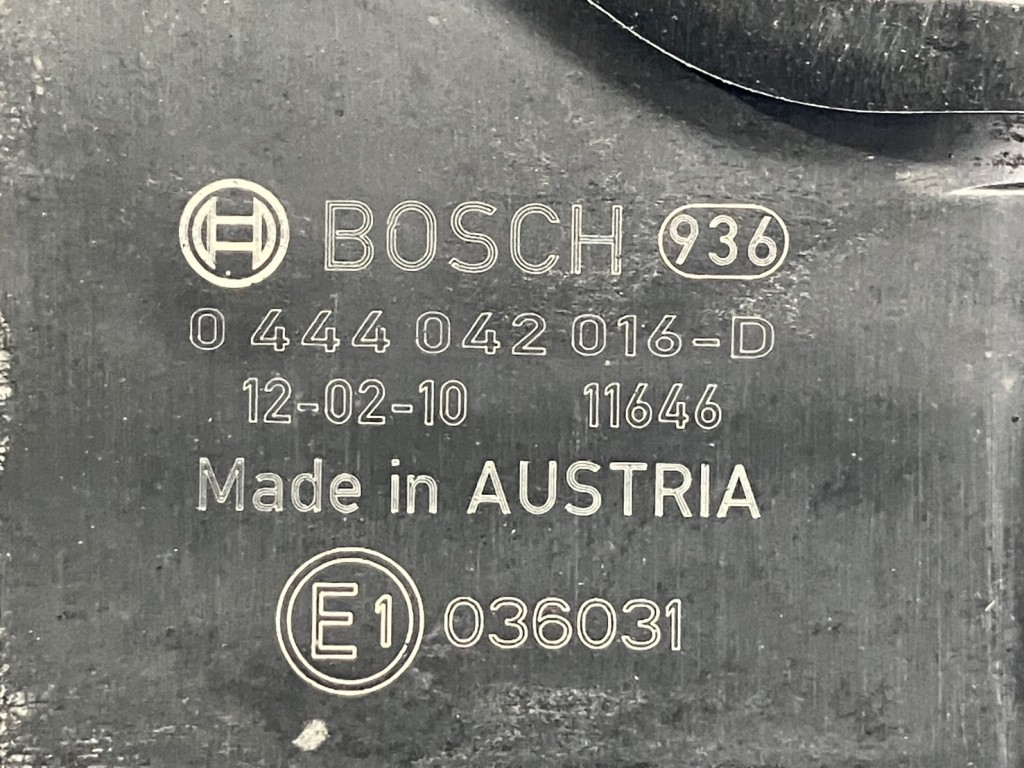 BOSCH 936
0 444 042 016-D
12-02-10 11646
Made in AUSTRIA
E1 036031